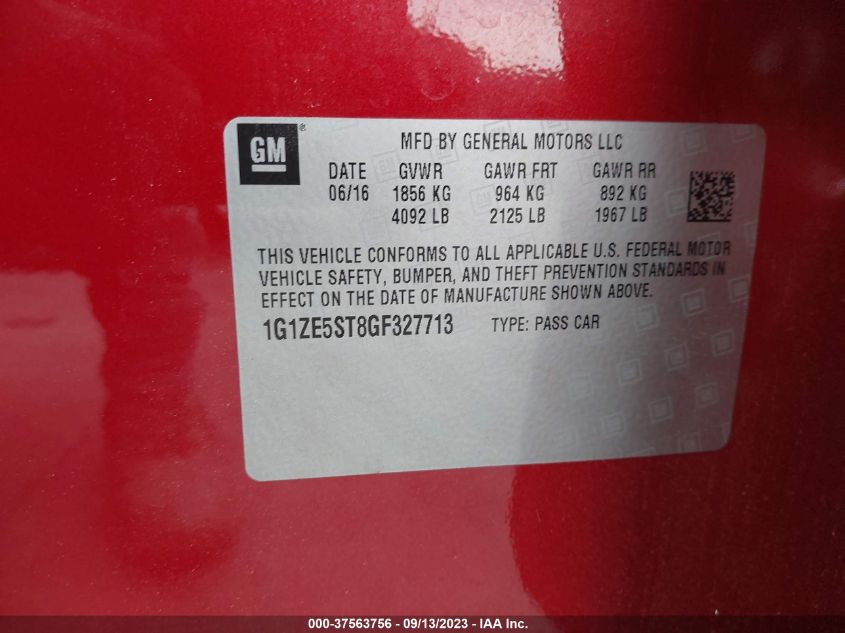 GM®
MFD BY GENERAL MOTORS LLC
DATE GVWR GAWR FRT GAWR RR
06/16 1856 KG 964 KG 892 KG
4092 LB 2125 LB 1967 LB
THIS VEHICLE CONFORMS TO ALL APPLICABLE U.S. FEDERAL MOTOR
VEHICLE SAFETY, BUMPER, AND THEFT PREVENTION STANDARDS IN
EFFECT ON THE DATE OF MANUFACTURE SHOWN ABOVE.
1G1ZE5ST8GF327713 TYPE: PASS CAR
000-37563756 - 09/13/2023 - IAA Inc.